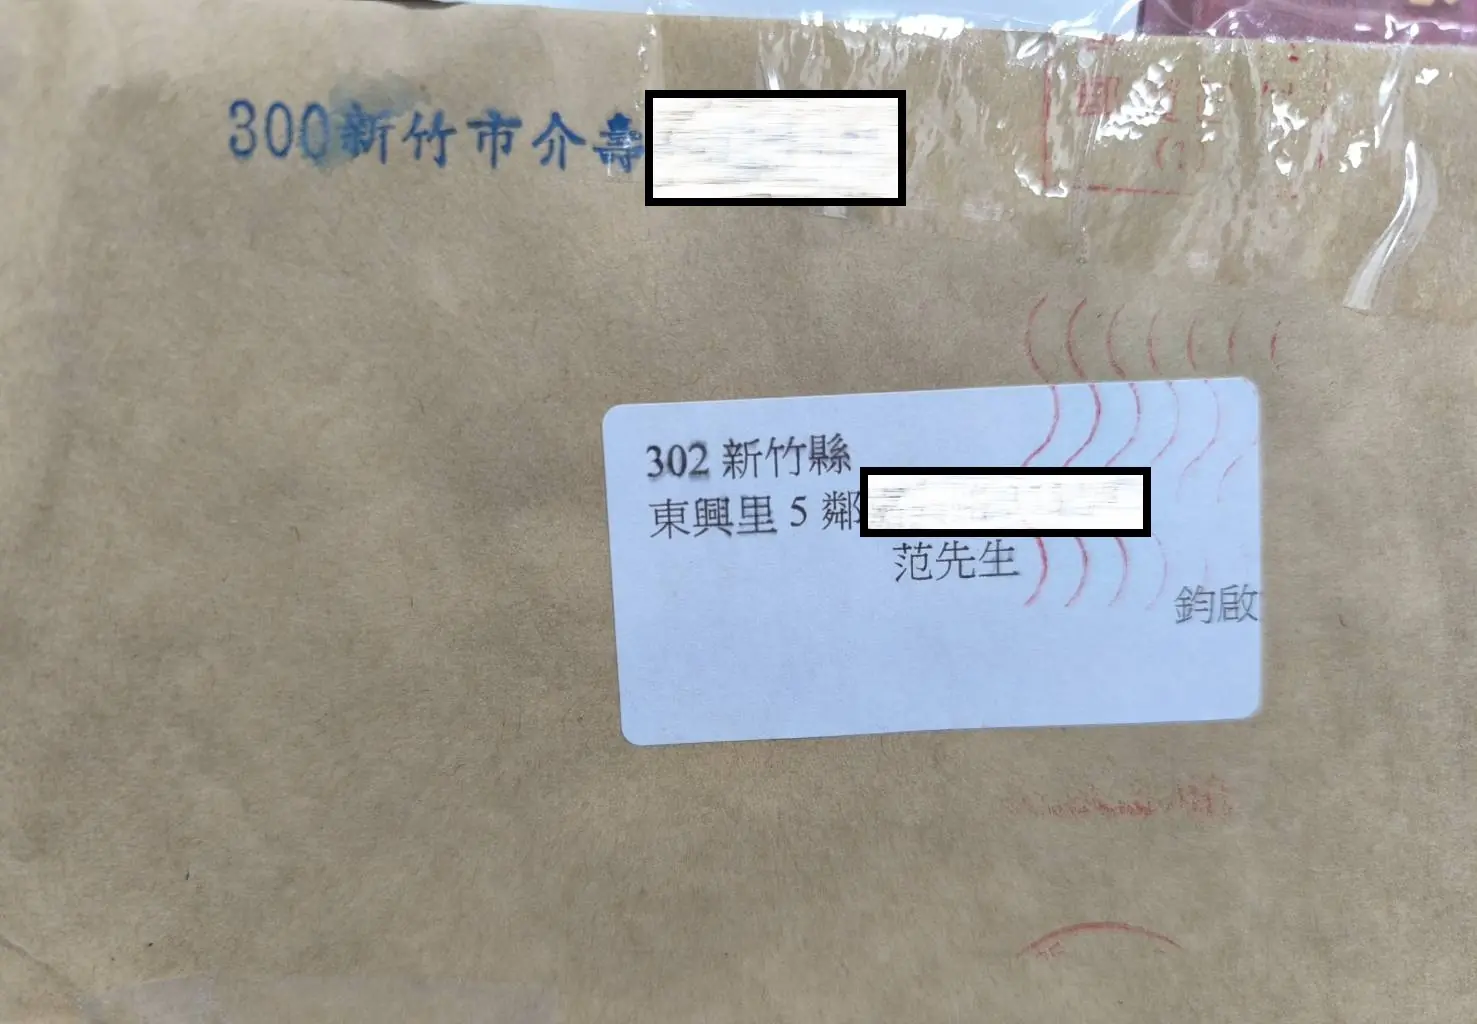 300新竹市介壽
302 新竹縣
東興里 5 鄰
范先生
鈞啟